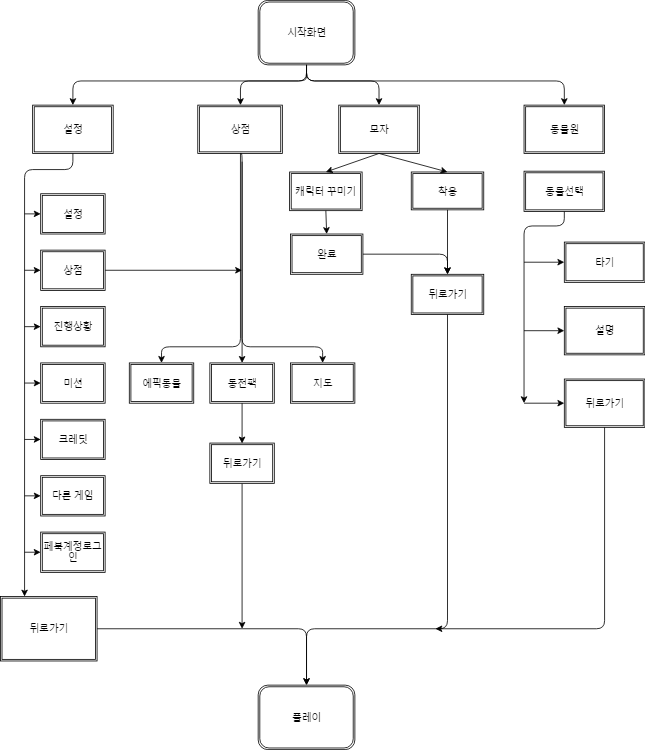 시작화면
설정
상점
모자
동물원
캐릭터 꾸미기
착용
동물선택
설정
완료
타기
상점
뒤로가기
진행상황
설명
미션
에픽동물
동전팩
지도
뒤로가기
크레딧
뒤로가기
다른 게임
페북계정로그
인
뒤로가기
플레이